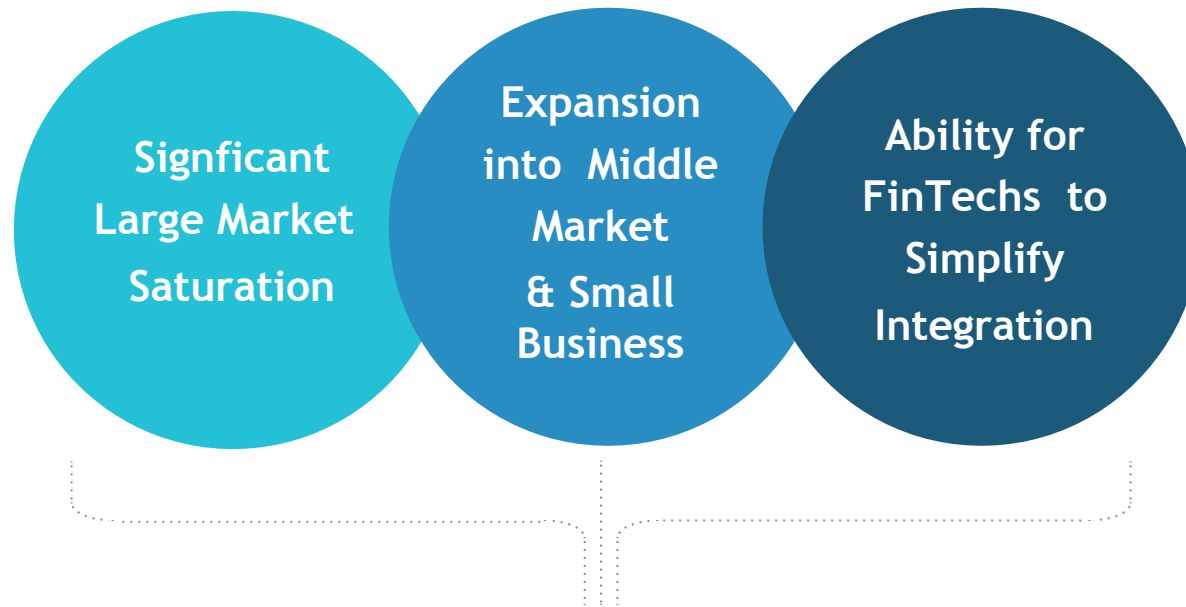 Signficant
Large Market
Saturation
Expansion
into  Middle
Market
& Small
Business
Ability for
FinTechs  to
Simplify
Integration